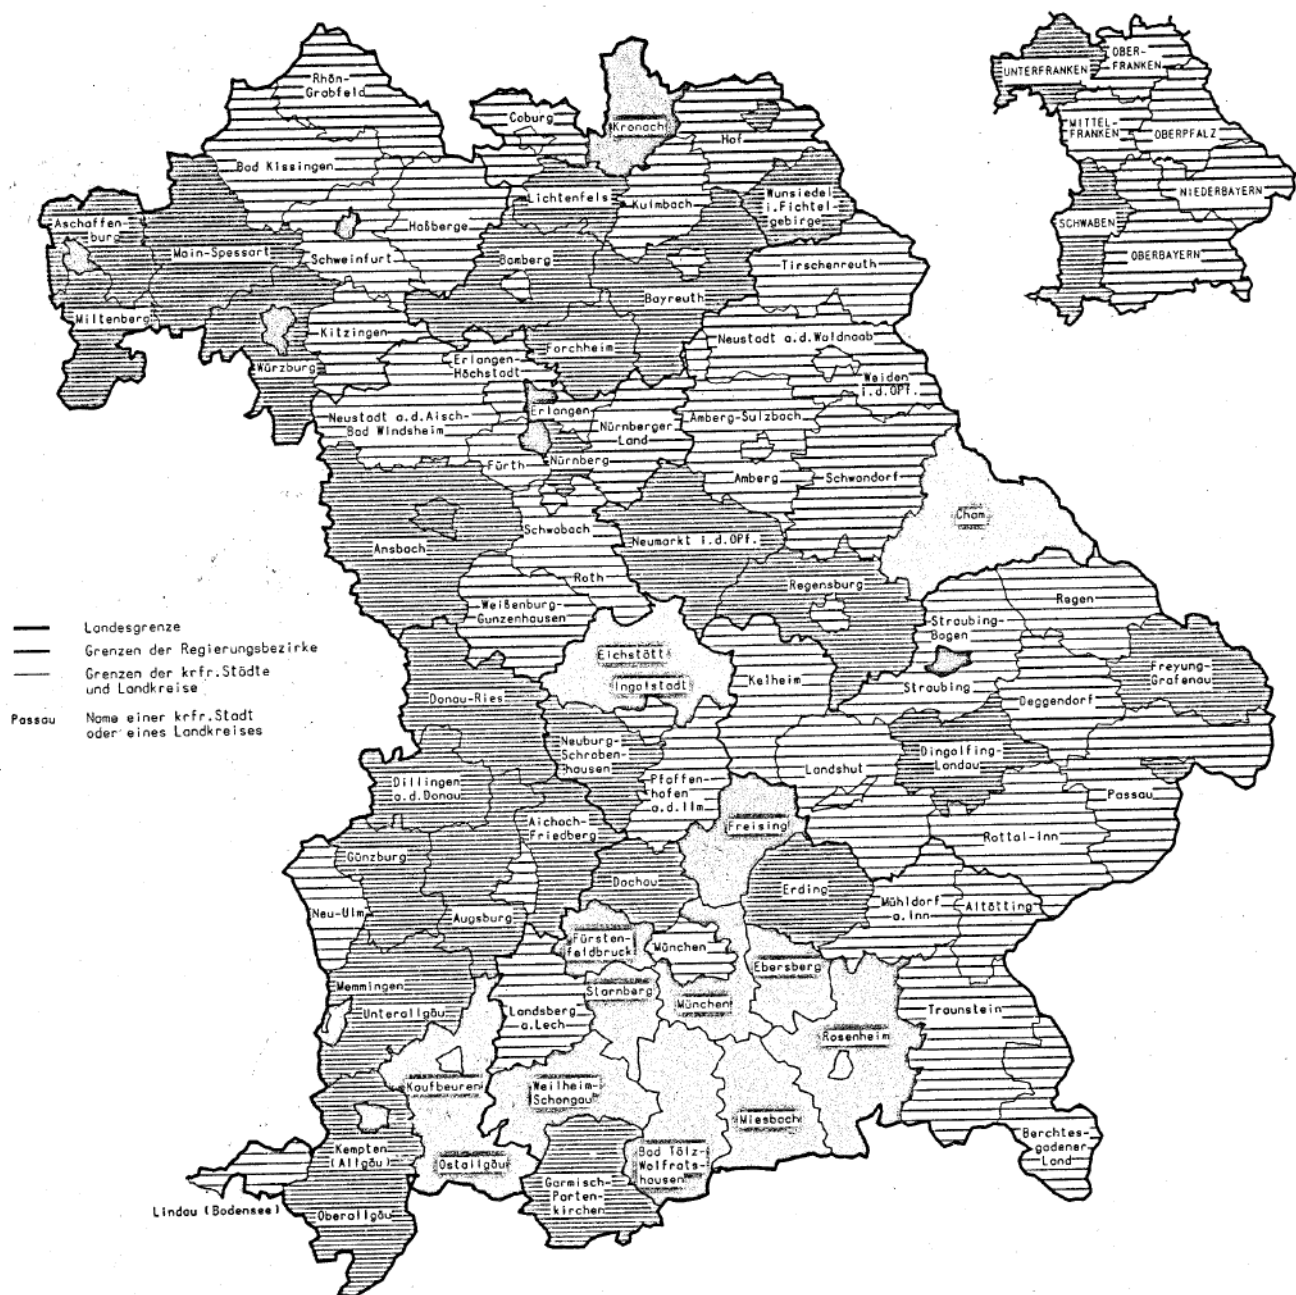 Rhön-
Grabfeld
Coburg
Kronach
Hof
Bad Kissingen
Lichtenfels
Kulmbach
Wunsiedel
i.Fichtel-
gebirge
Aschaffen-
burg
Haßberge
Main-Spessart
Schweinfurt
Bamberg
Tirschenreuth
Bayreuth
Miltenberg
Kitzingen
Forchheim
Neustadt a.d.Waldnaab
Würzburg
Erlangen-
Höchstadt
Weiden
i.d.OPf.
Neustadt a.d.Aisch-
Bad Windsheim
Erlangen
Nürnberger
Land
Amberg-Sulzbach
Fürth
Nürnberg
Amberg
Schwandorf
Cham
Ansbach
Schwabach
Neumarkt i.d.OPf.
Roth
Regensburg
Weißenburg-
Gunzenhausen
Regen
Straubing-
Bogen
Eichstätt
Ingolstadt
Kelheim
Straubing
Freyung-
Grafenau
Deggendorf
Donau-Ries
Neuburg-
Schroben-
hausen
Dingolfing-
Landau
Landshut
Pfaffen-
hofen
a.d.Ilm
Dillingen
a.d.Donau
Passau
Aichach-
Friedberg
Freising
Rottal-Inn
Günzburg
Dachau
Erding
Mühldorf
a.Inn
Altötting
Neu-Ulm
Augsburg
Fürsten-
feldbruck
München
Ebersberg
Memmingen
Unterallgäu
Starnberg
München
Landsberg
a.Lech
Traunstein
Rosenheim
Kaufbeuren
Weilheim-
Schongau
Miesbach
Kempten
(Allgäu)
Ostallgäu
Bad Tölz-
Wolfrats-
hausen
Garmisch-
Parten-
kirchen
Berchtes-
gadener
Land
Lindau (Bodensee)
Oberallgäu
UNTERFRANKEN
OBER-
FRANKEN
MITTEL-
FRANKEN
OBERPFALZ
NIEDERBAYERN
SCHWABEN
OBERBAYERN
Landesgrenze
Grenzen der Regierungsbezirke
Grenzen der krfr.Städte
und Landkreise
Passau Name einer krfr.Stadt
oder eines Landkreises